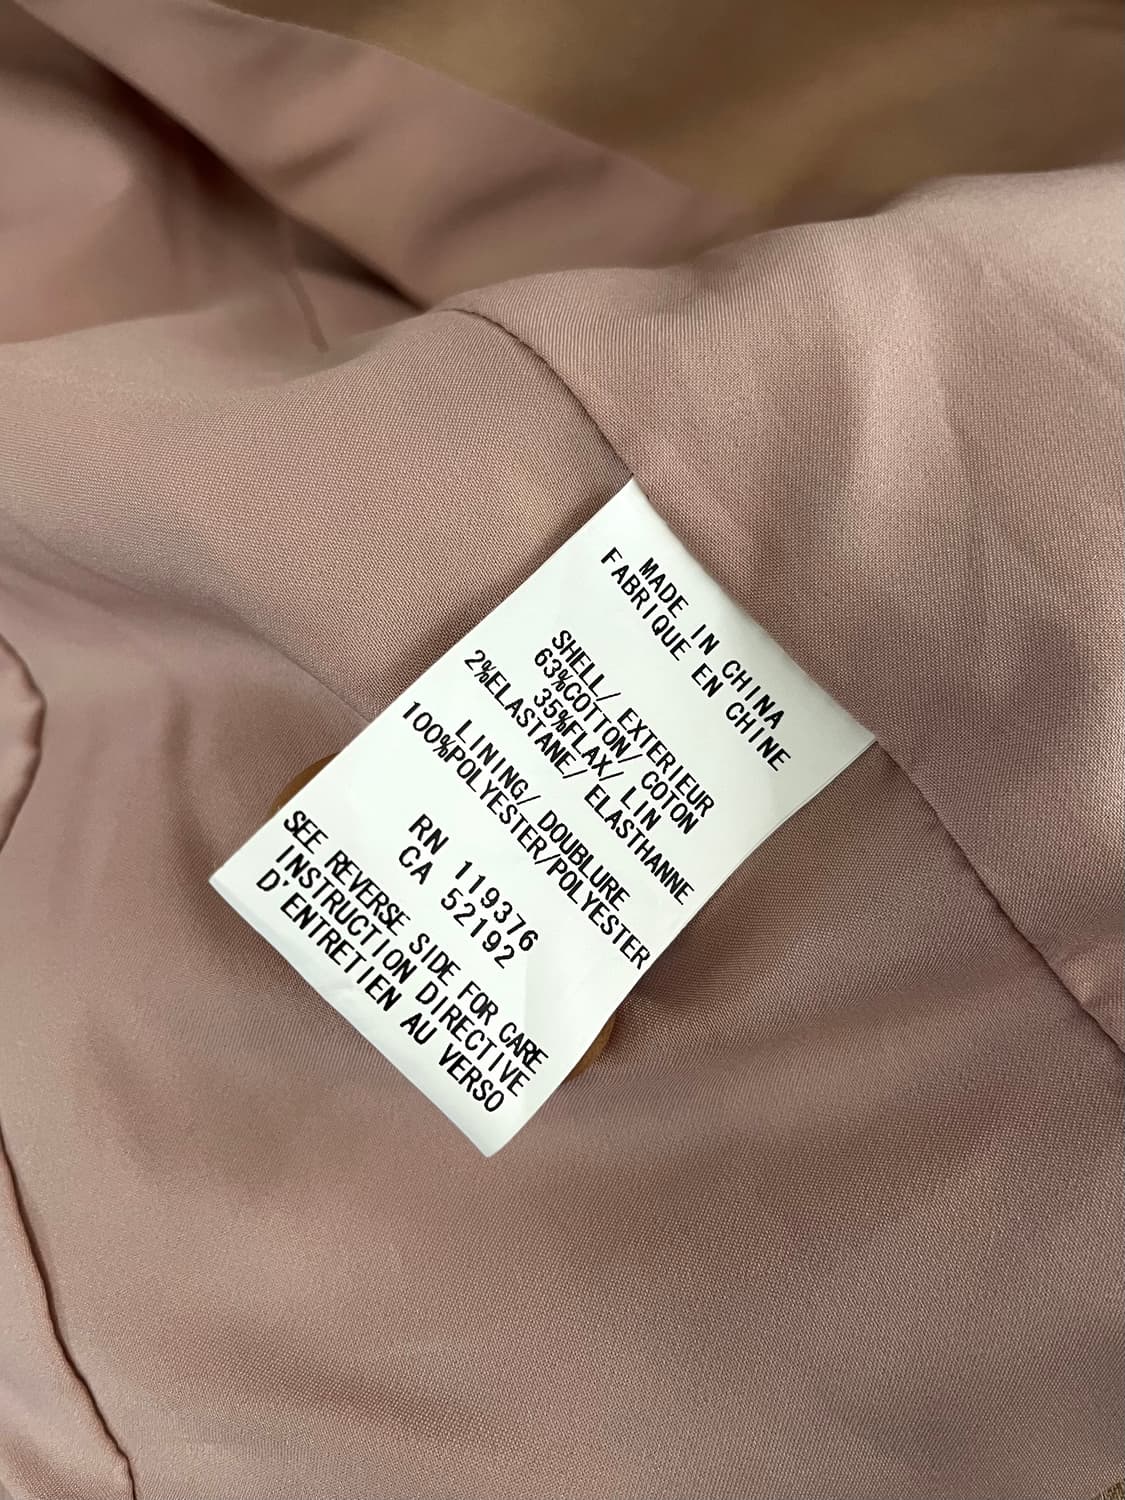 MADE IN CHINA
FABRIQUE EN CHINE
SHELL/ EXTERIEUR
63%COTTON/ COTON
35%FLAX/ LIN
2%ELASTANE/ ELASTHANNE
LINING/ DOUBLURE
100%POLYESTER/POLYESTER
RN 119376
CA 52192
SEE REVERSE SIDE FOR CARE
INSTRUCTION DIRECTIVE
D'ENTRETIEN AU VERSO